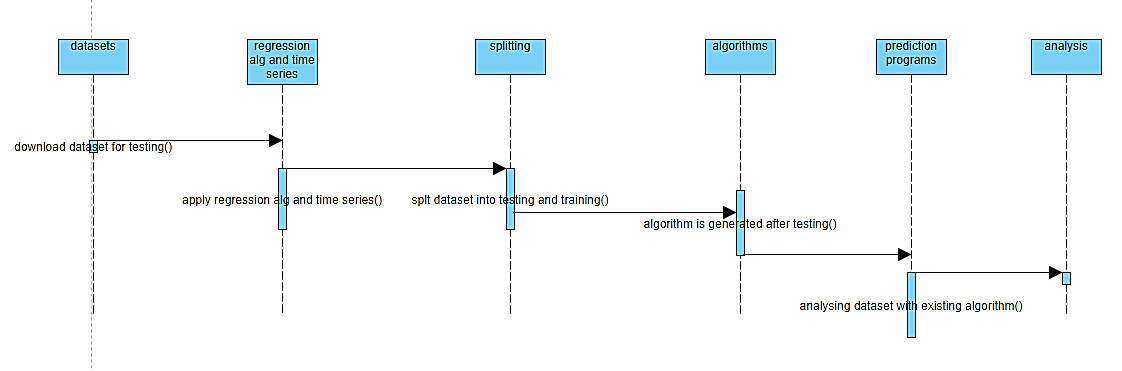 datasets
regression
alg and time
series
splitting
algorithms
prediction
programs
analysis
download dataset for testing()
apply regression alg and time series()
splt dataset into testing and training()
algorithm is generated after testing()
analysing dataset with existing algorithm()